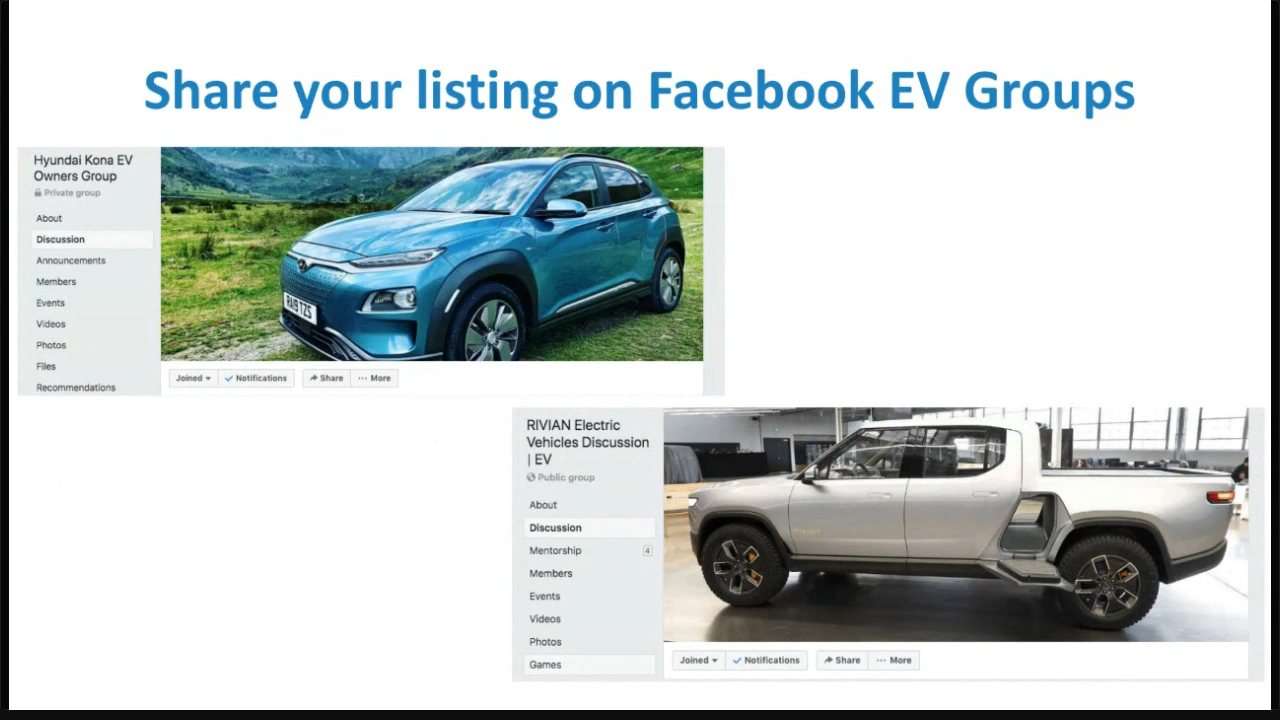 Share your listing on Facebook EV Groups
Hyundai Kona EV
Owners Group
Private group
About
Discussion
Announcements
Members
Events
Videos
Photos
Files
Recommendations
RA19 TZS
Joined
Notifications
Share
More
RIVIAN Electric
Vehicles Discussion
| EV
Public group
About
Discussion
Mentorship 4
Members
Events
Videos
Photos
Games
Joined
Notifications
Share
More